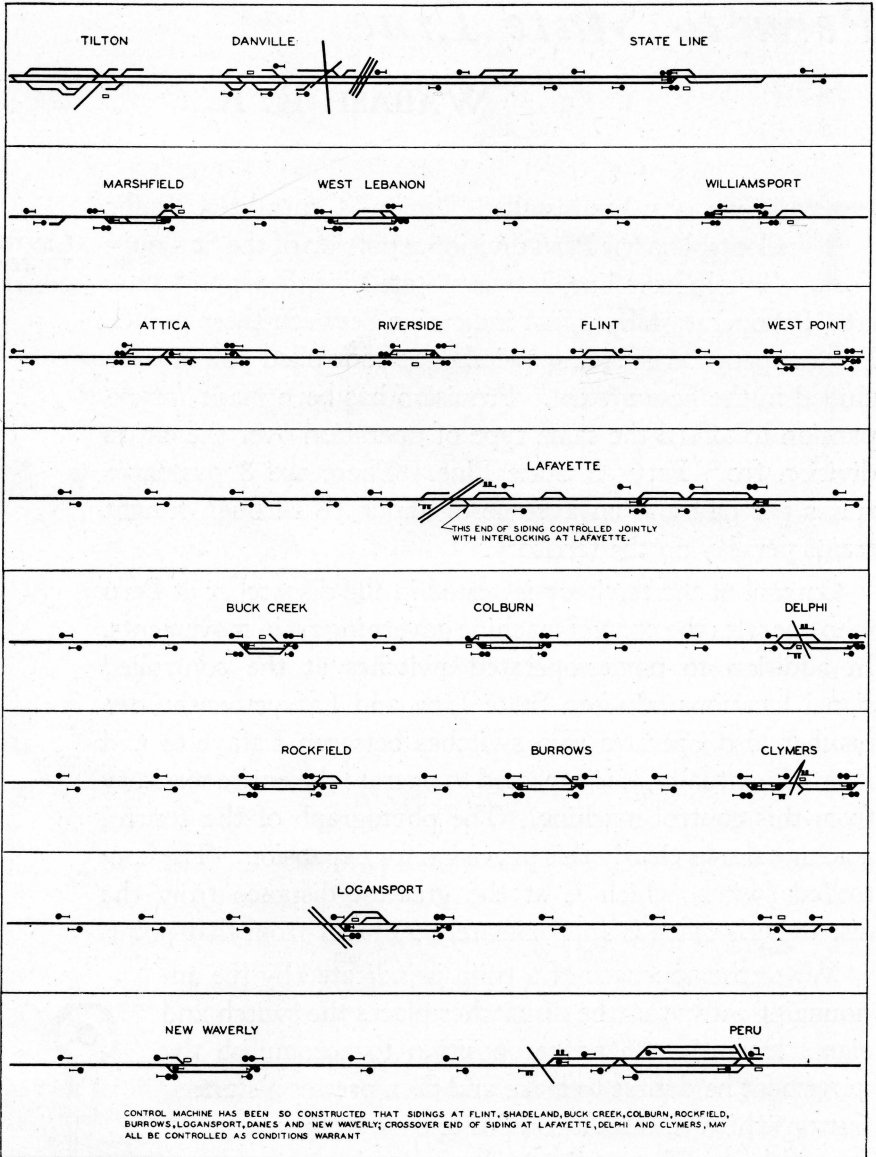 TILTON DANVILLE STATE LINE
MARSHFIELD WEST LEBANON WILLIAMSPORT
ATTICA RIVERSIDE FLINT WEST POINT
LAFAYETTE
THIS END OF SIDING CONTROLLED JOINTLY
WITH INTERLOCKING AT LAFAYETTE.
BUCK CREEK COLBURN DELPHI
ROCKFIELD BURROWS CLYMERS
LOGANSPORT
NEW WAVERLY PERU
CONTROL MACHINE HAS BEEN SO CONSTRUCTED THAT SIDINGS AT FLINT, SHADELAND, BUCK CREEK, COLBURN, ROCKFIELD,
BURROWS, LOGANSPORT, DANES AND NEW WAVERLY; CROSSOVER END OF SIDING AT LAFAYETTE, DELPHI AND CLYMERS, MAY
ALL BE CONTROLLED AS CONDITIONS WARRANT